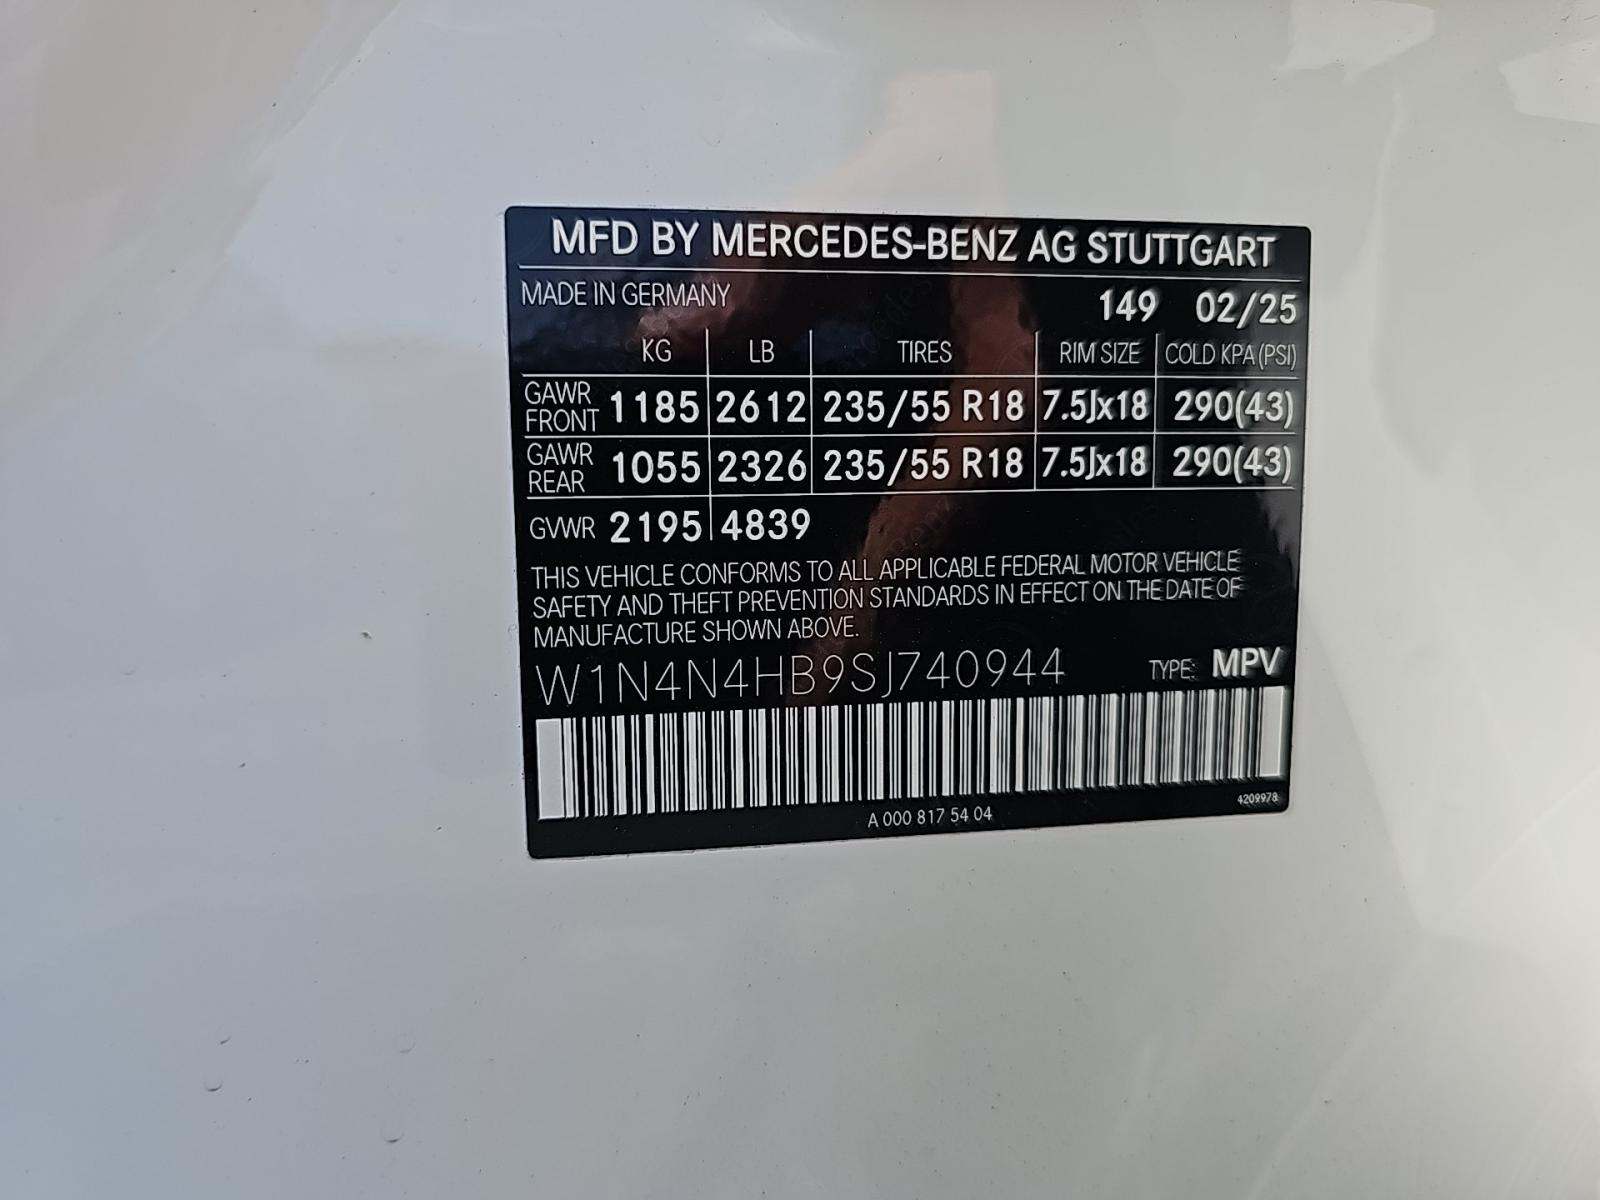 MFD BY MERCEDES-BENZ AG STUTTGART
MADE IN GERMANY 149 02/25
KG LB TIRES RIM SIZE COLD KPA (PSI)
GAWR FRONT 1185 2612 235/55 R18 7.5Jx18 290(43)
GAWR REAR 1055 2326 235/55 R18 7.5Jx18 290(43)
GVWR 2195 4839
THIS VEHICLE CONFORMS TO ALL APPLICABLE FEDERAL MOTOR VEHICLE
SAFETY AND THEFT PREVENTION STANDARDS IN EFFECT ON THE DATE OF
MANUFACTURE SHOWN ABOVE.
W1N4N4HB9SJ740944 TYPE: MPV
4209978
A 000 817 54 04